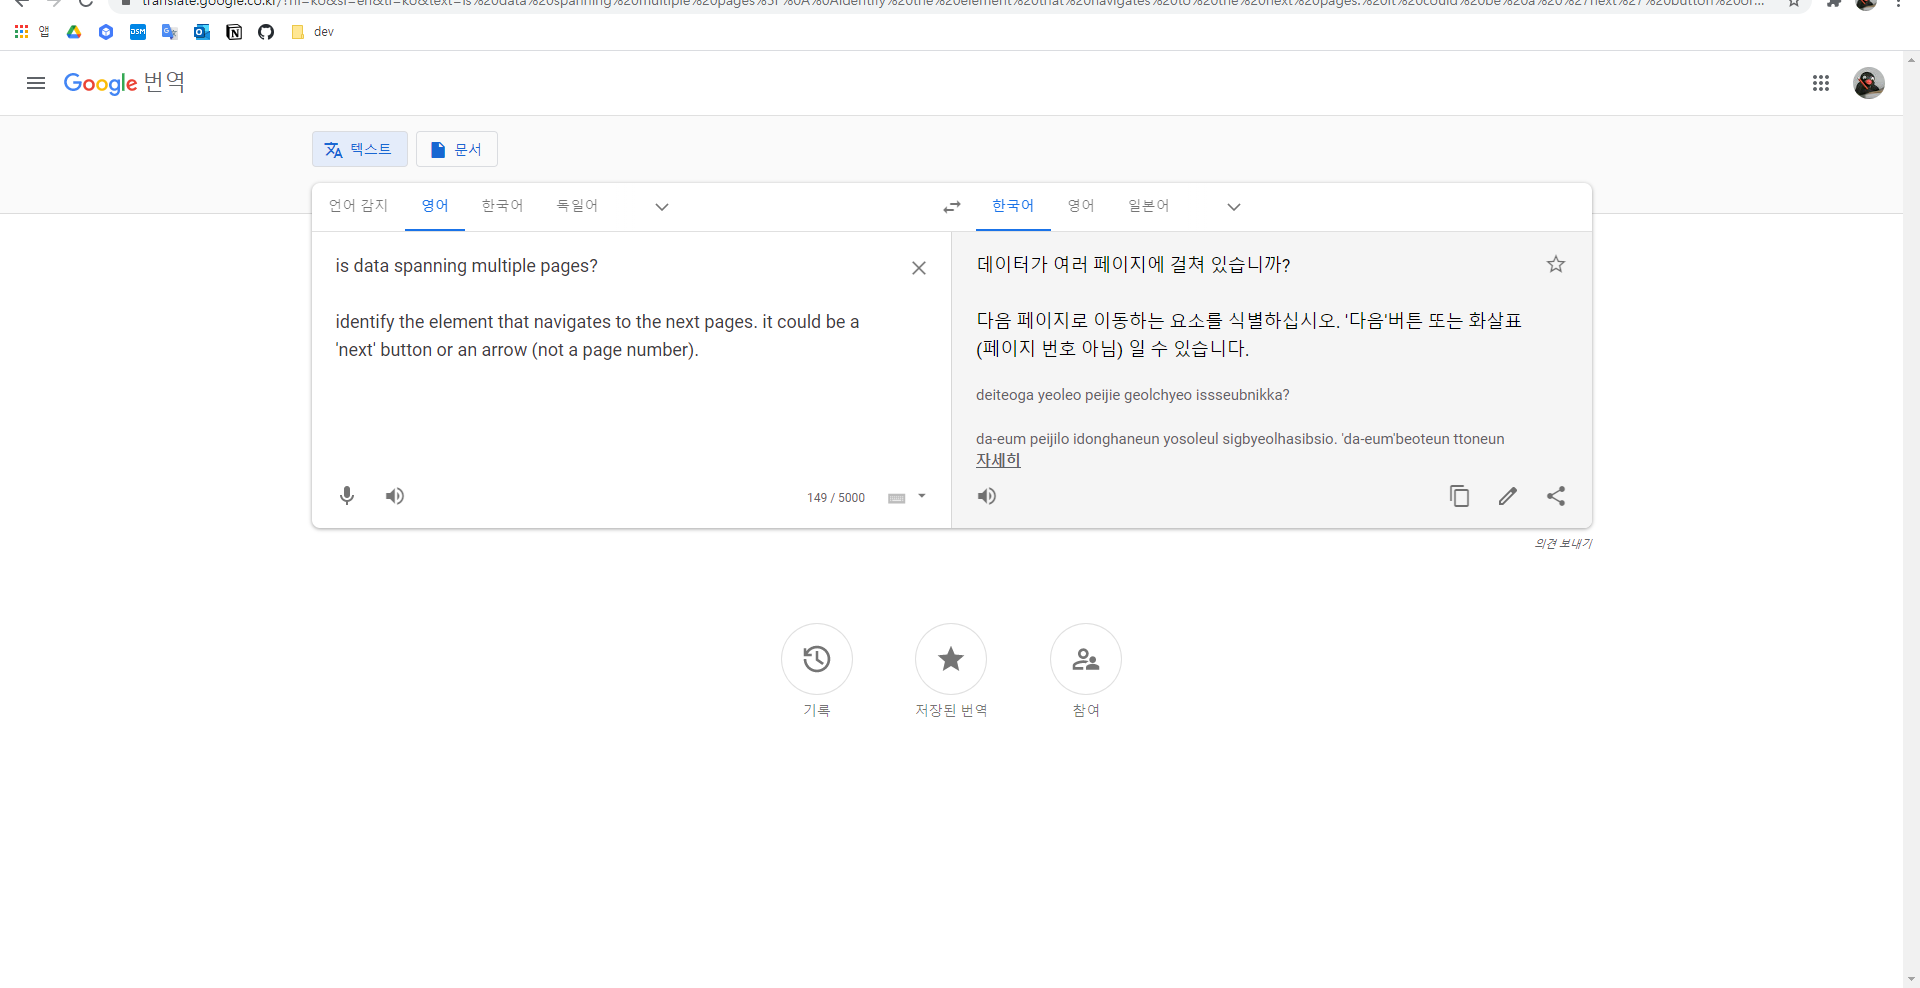 translate.google.co.kr/?hl=ko&sl=en&tl=ko&text=is%20data%20spanning%20multiple%20pages%3F%0A%0Aidentify%20the%20element%20that%20navigates%20to%20the%20next%20pages.%20it%20could%20be%20a%20%27next%27%20button%20or...
앱
DSM
dev
Google 번역
텍스트
문서
언어 감지 영어 한국어 독일어
한국어 영어 일본어
is data spanning multiple pages?
identify the element that navigates to the next pages. it could be a
'next' button or an arrow (not a page number).
149 / 5000
데이터가 여러 페이지에 걸쳐 있습니까?
다음 페이지로 이동하는 요소를 식별하십시오. '다음'버튼 또는 화살표
(페이지 번호 아님) 일 수 있습니다.
deiteoga yeoleo peijie geolchyeo issseubnikka?
da-eum peijilo idonghaneun yosoleul sigbyeolhasibsio. 'da-eum'beoteun ttoneun
자세히
의견 보내기
기록
저장된 번역
참여